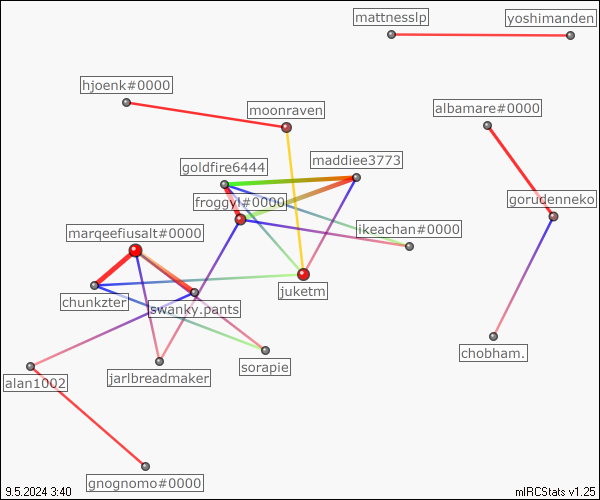 mattnesslp
yoshimanden
hjoenk#0000
moonraven
albamare#0000
goldfire6444
maddiee3773
froggyl#0000
gorudenneko
marqeefiusalt#0000
ikeachan#0000
chunkzter
swanky.pants
juketm
alan1002
jarlbreadmaker
sorapie
chobham.
gnognomo#0000
9.5.2024 3:40
mIRCStats v1.25